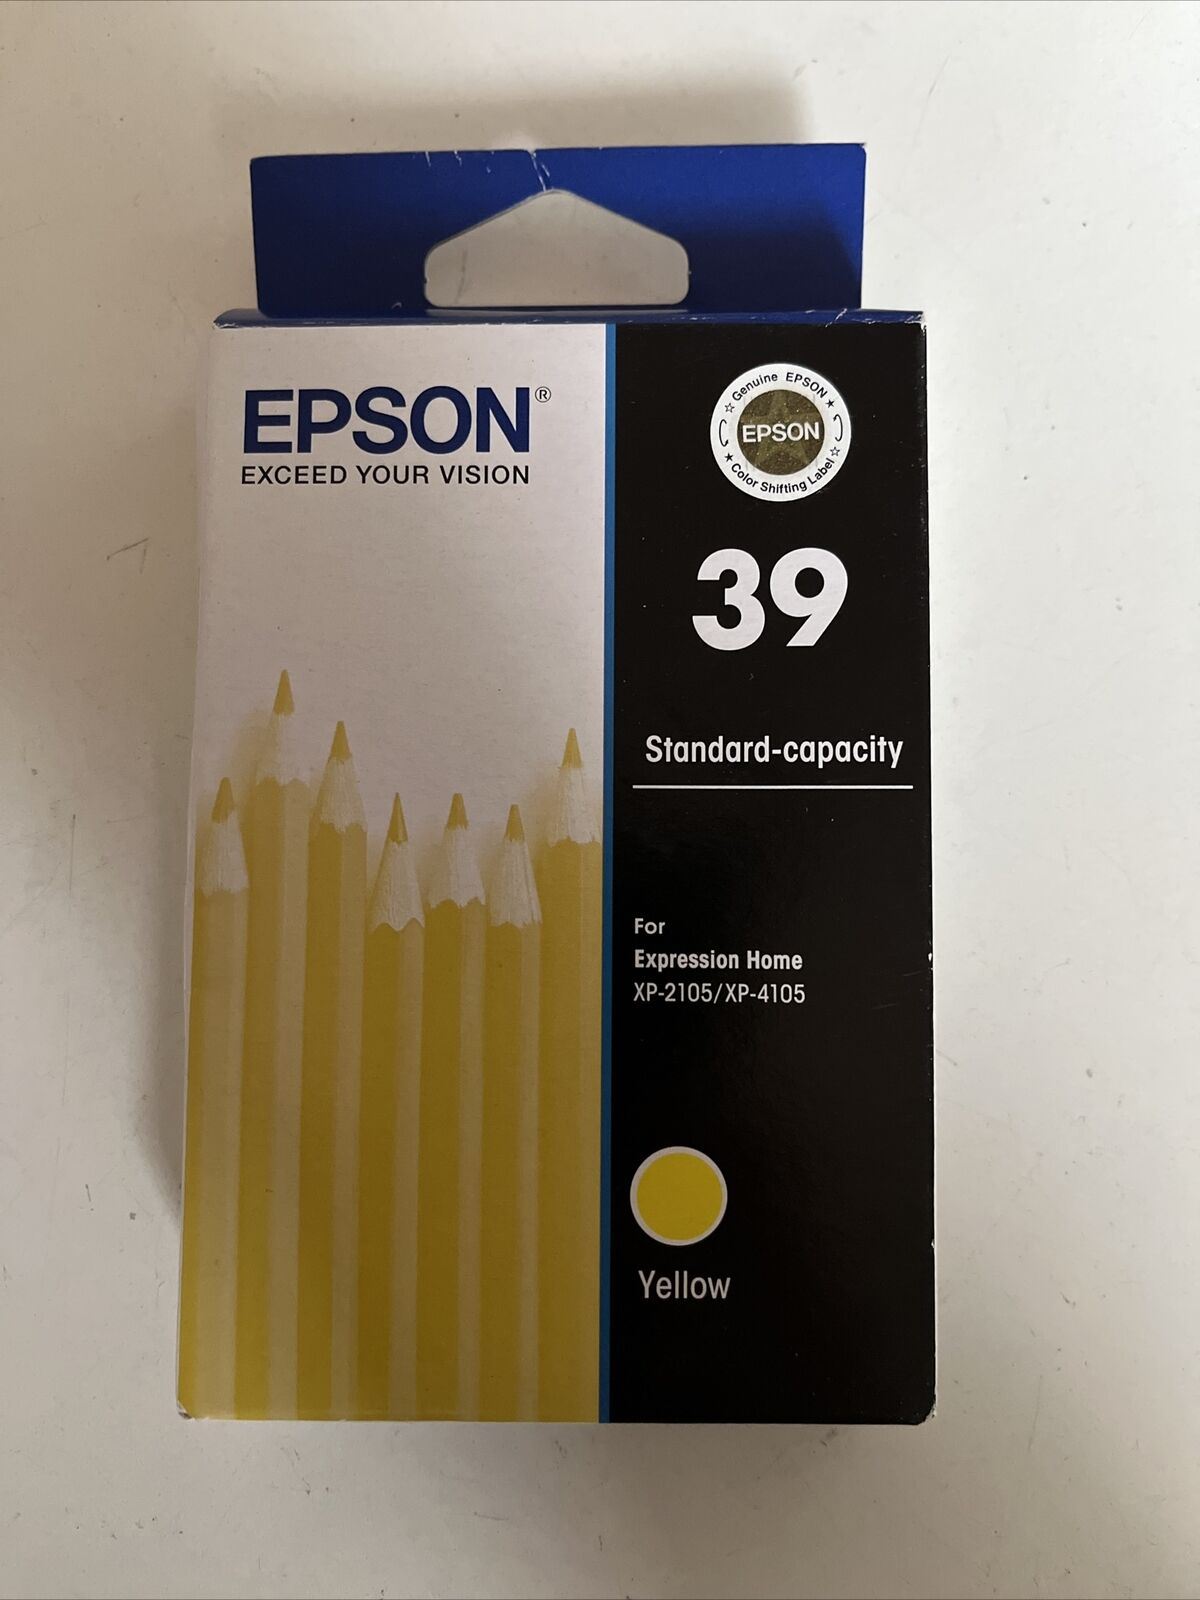 EPSON®
EXCEED YOUR VISION
Genuine EPSON
EPSON
Color Shifting Label
39
Standard-capacity
For
Expression Home
XP-2105/XP-4105
Yellow